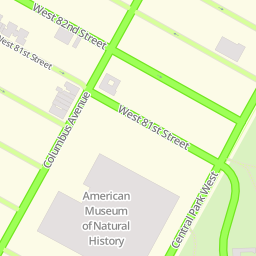 West 82nd Street
West 81st Street
Columbus Avenue
West 81st Street
American
Museum
of Natural
History
Central Park West